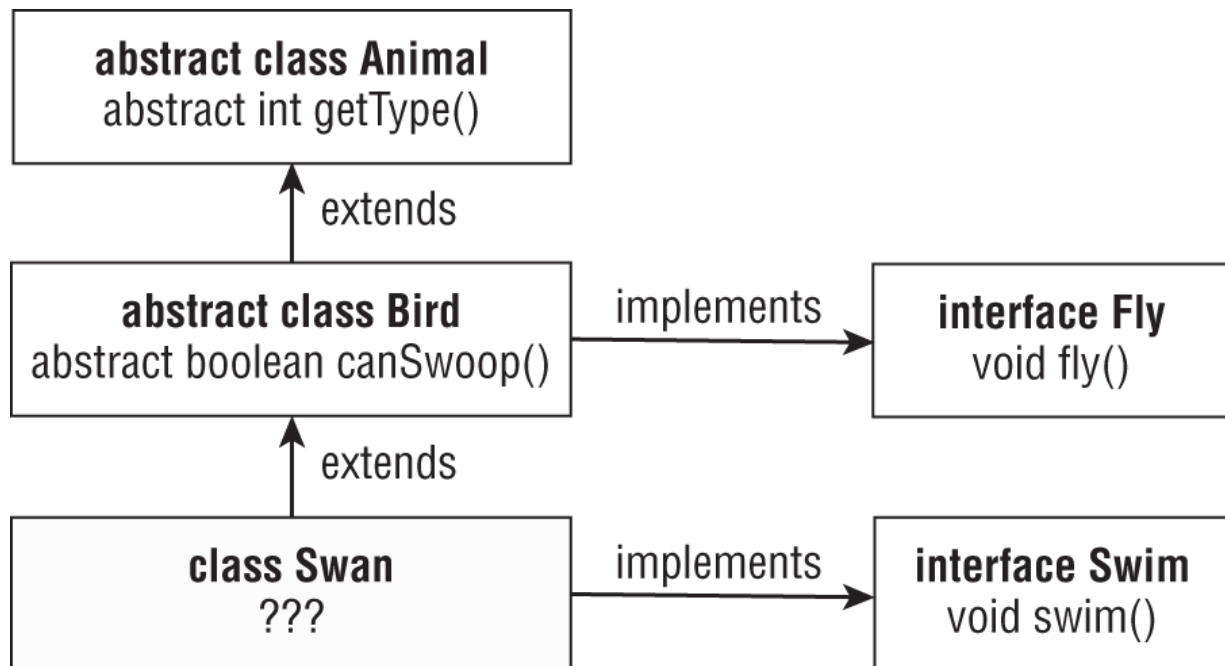 abstract class Animal
abstract int getType()
extends
abstract class Bird
abstract boolean canSwoop()
implements
interface Fly
void fly()
extends
class Swan
???
implements
interface Swim
void swim()